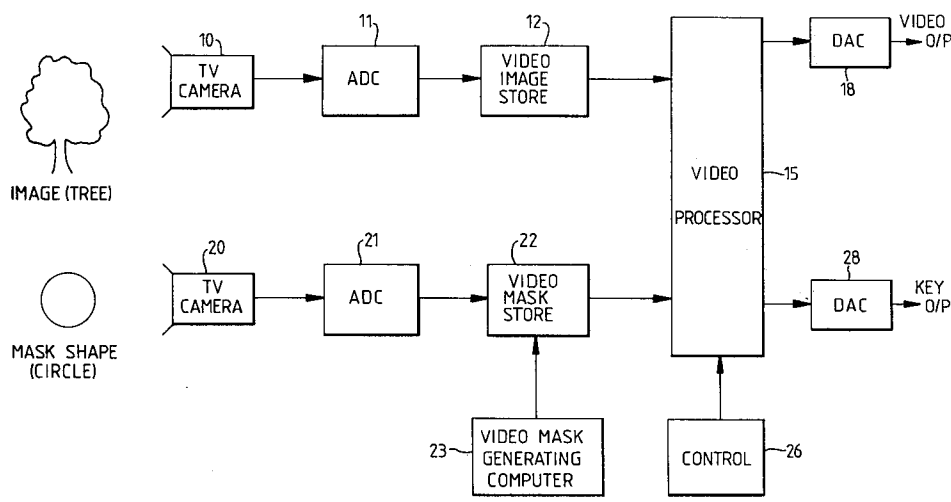 10
TV
CAMERA
11
ADC
12
VIDEO
IMAGE
STORE
VIDEO
PROCESSOR
15
DAC
18
VIDEO
O/P
IMAGE (TREE)
20
TV
CAMERA
21
ADC
22
VIDEO
MASK
STORE
28
DAC
KEY
O/P
MASK SHAPE
(CIRCLE)
23
VIDEO MASK
GENERATING
COMPUTER
CONTROL
26